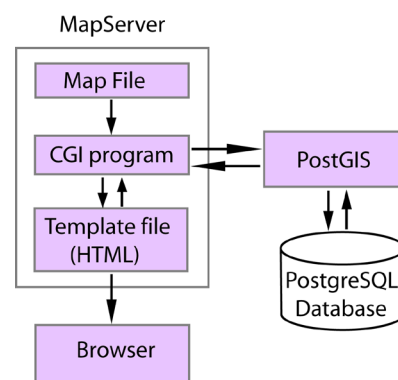 MapServer
Map File
CGI program
PostGIS
Template file
(HTML)
PostgreSQL
Database
Browser